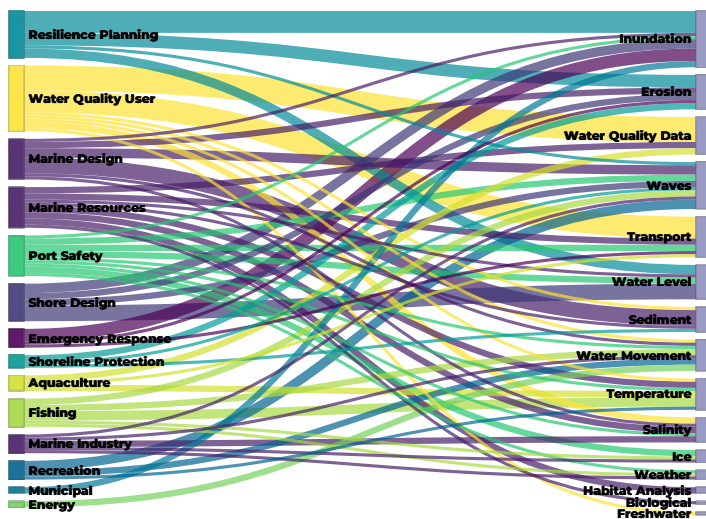 Resilience Planning
Water Quality User
Marine Design
Marine Resources
Port Safety
Shore Design
Emergency Response
Shoreline Protection
Aquaculture
Fishing
Marine Industry
Recreation
Municipal
Energy
Inundation
Erosion
Water Quality Data
Waves
Transport
Water Level
Sediment
Water Movement
Temperature
Salinity
Ice
Weather
Habitat Analysis
Biological
Freshwater